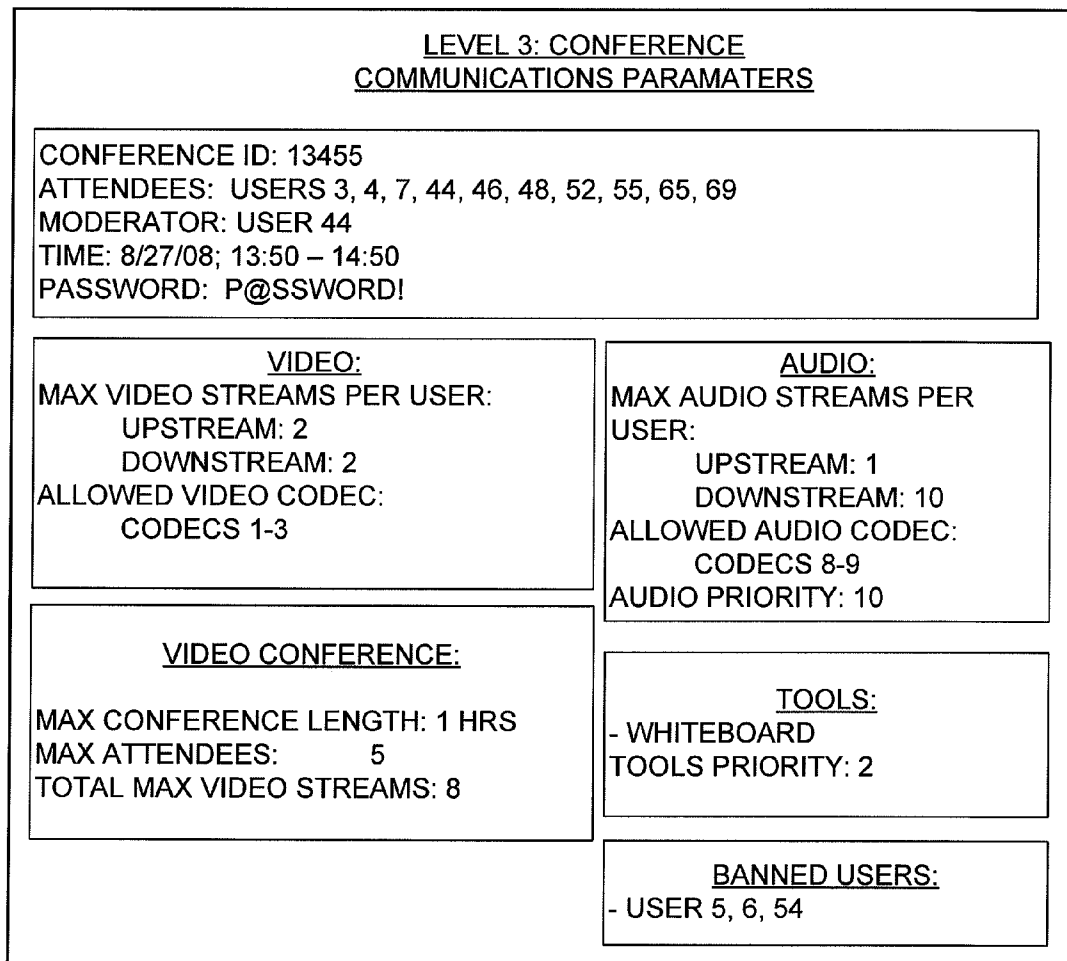 LEVEL 3: CONFERENCE
COMMUNICATIONS PARAMATERS
CONFERENCE ID: 13455
ATTENDEES: USERS 3, 4, 7, 44, 46, 48, 52, 55, 65, 69
MODERATOR: USER 44
TIME: 8/27/08; 13:50 – 14:50
PASSWORD: P@SSWORD!
VIDEO:
MAX VIDEO STREAMS PER USER:
UPSTREAM: 2
DOWNSTREAM: 2
ALLOWED VIDEO CODEC:
CODECS 1-3
AUDIO:
MAX AUDIO STREAMS PER
USER:
UPSTREAM: 1
DOWNSTREAM: 10
ALLOWED AUDIO CODEC:
CODECS 8-9
AUDIO PRIORITY: 10
VIDEO CONFERENCE:
MAX CONFERENCE LENGTH: 1 HRS
MAX ATTENDEES: 5
TOTAL MAX VIDEO STREAMS: 8
TOOLS:
- WHITEBOARD
TOOLS PRIORITY: 2
BANNED USERS:
- USER 5, 6, 54